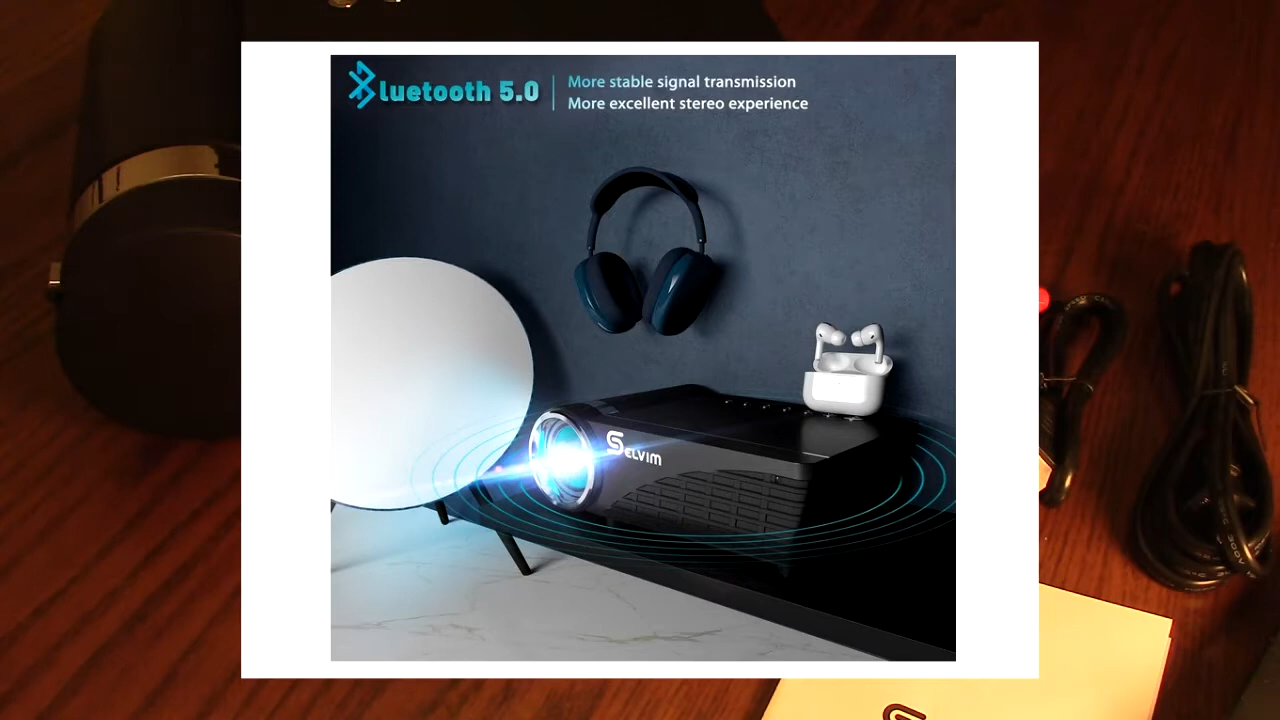 Bluetooth 5.0
More stable signal transmission
More excellent stereo experience
SELVIM